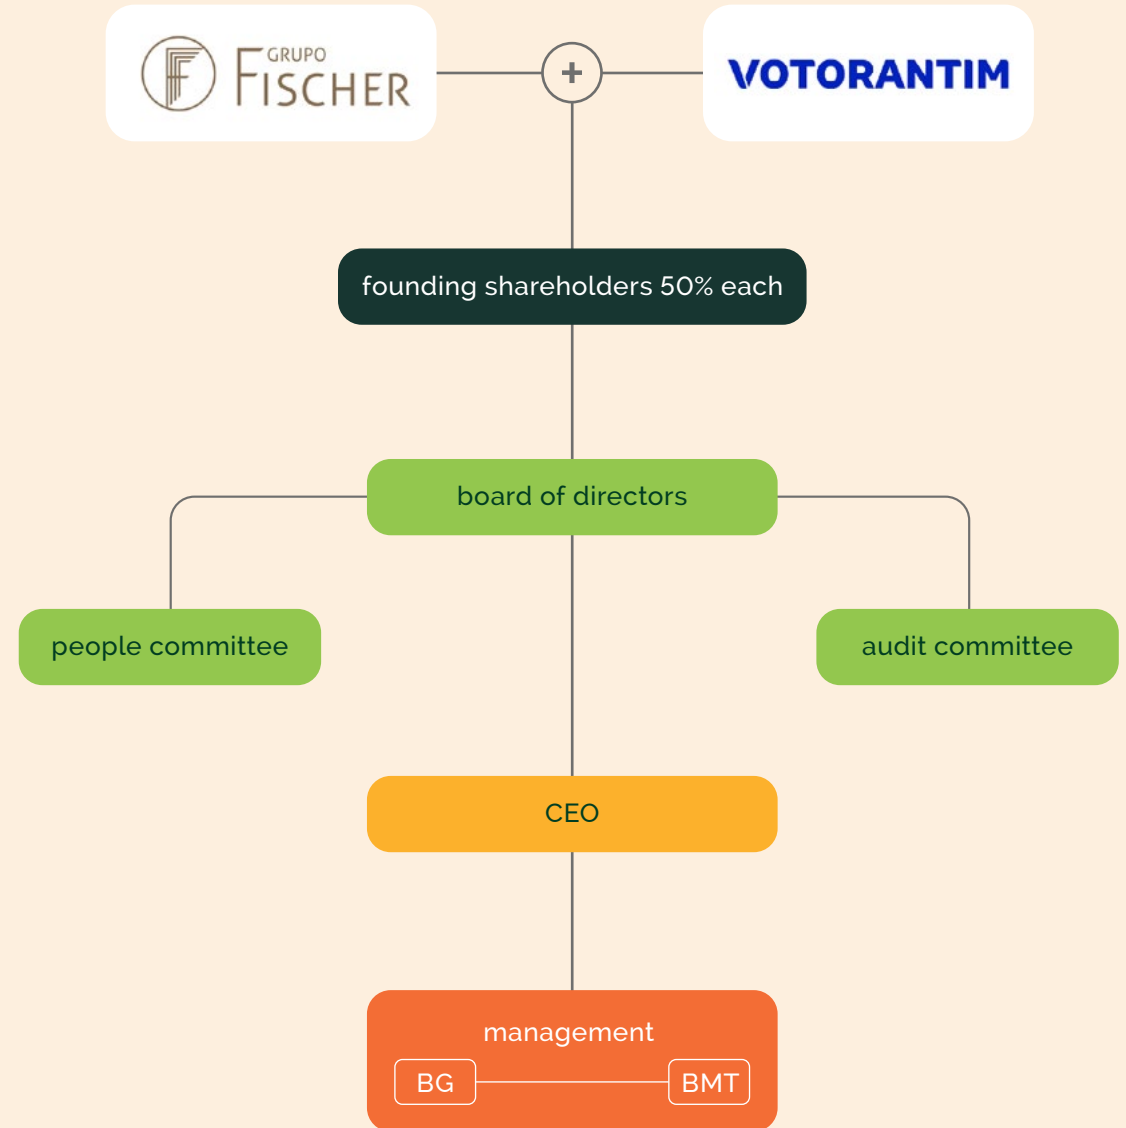 GRUPO
FISCHER
+
VOTORANTIM
founding shareholders 50% each
board of directors
people committee
audit committee
CEO
management
BG
BMT